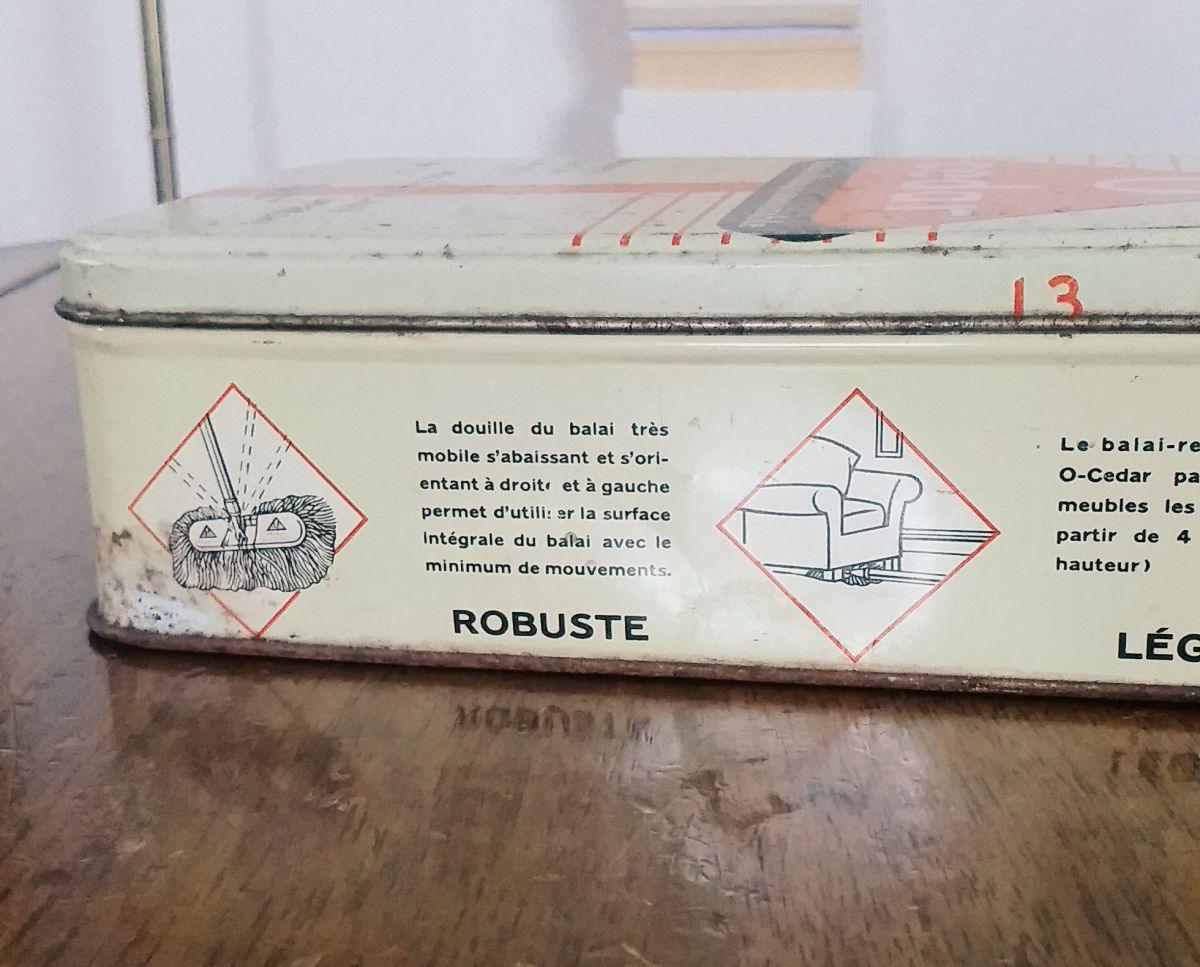 13
La douille du balai très
mobile s'abaissant et s'ori-
entant à droite et à gauche
permet d'utiliser la surface
intégrale du balai avec le
minimum de mouvements.
ROBUSTE
Le balai-re
O-Cedar pa
meubles les
partir de 4
hauteur)
LÉG